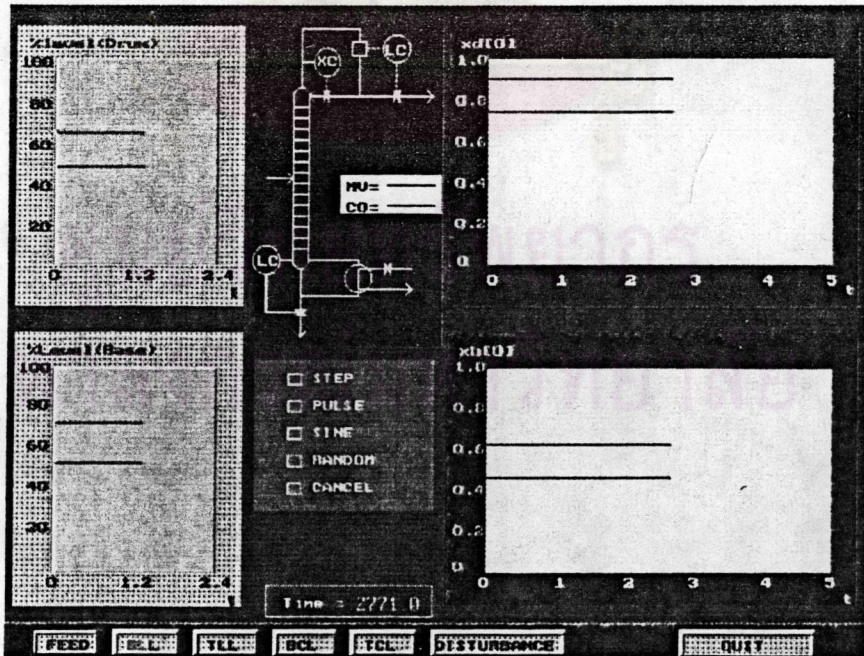 %Level(Drum)
100
80
60
40
20
0 1.2 2.4
t
XC
LC
LC
MV=
CO=
xd[0]
1.0
0.8
0.6
0.4
0.2
0
0 1 2 3 4 5
t
%Level(Base)
100
80
60
40
20
0 1.2 2.4
t
STEP
PULSE
SINE
RANDOM
CANCEL
Time = 2771.0
xb[0]
1.0
0.8
0.6
0.4
0.2
0
0 1 2 3 4 5
t
FEED
BLL
TLL
BCL
TCL
DISTURBANCE
QUIT